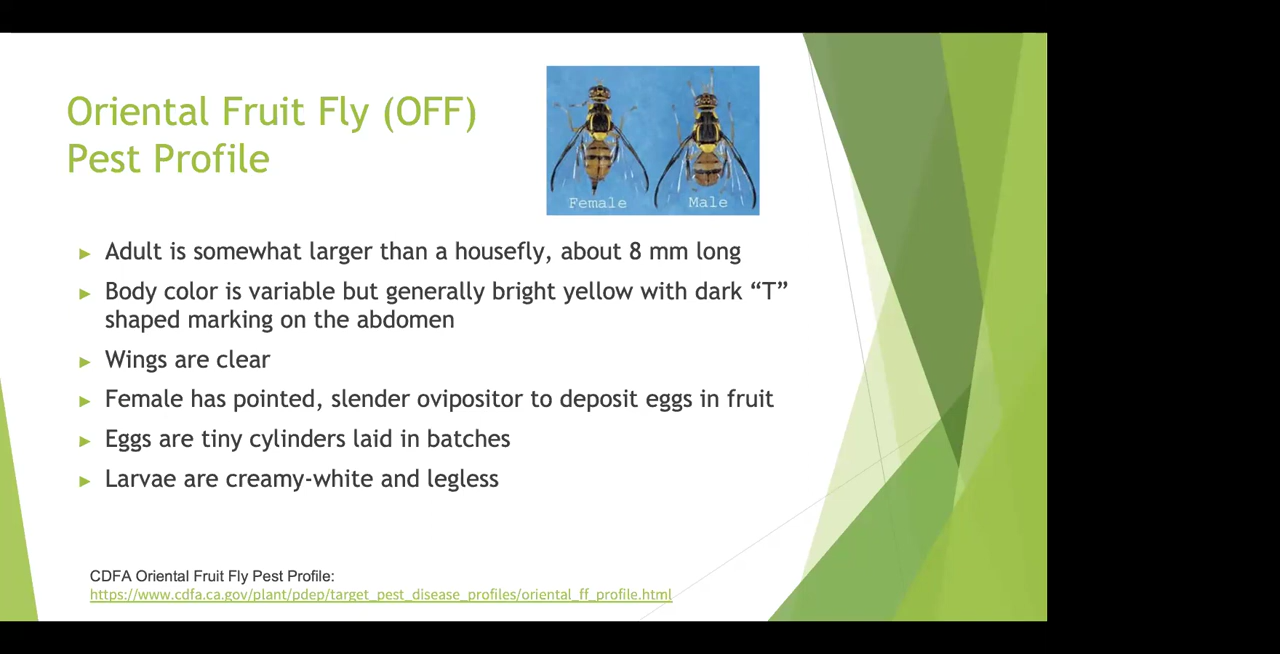 Oriental Fruit Fly (OFF)
Pest Profile
Female
Male
Adult is somewhat larger than a housefly, about 8 mm long
Body color is variable but generally bright yellow with dark “T”
shaped marking on the abdomen
Wings are clear
Female has pointed, slender ovipositor to deposit eggs in fruit
Eggs are tiny cylinders laid in batches
Larvae are creamy-white and legless
CDFA Oriental Fruit Fly Pest Profile:
https://www.cdfa.ca.gov/plant/pdep/target_pest_disease_profiles/oriental_ff_profile.html